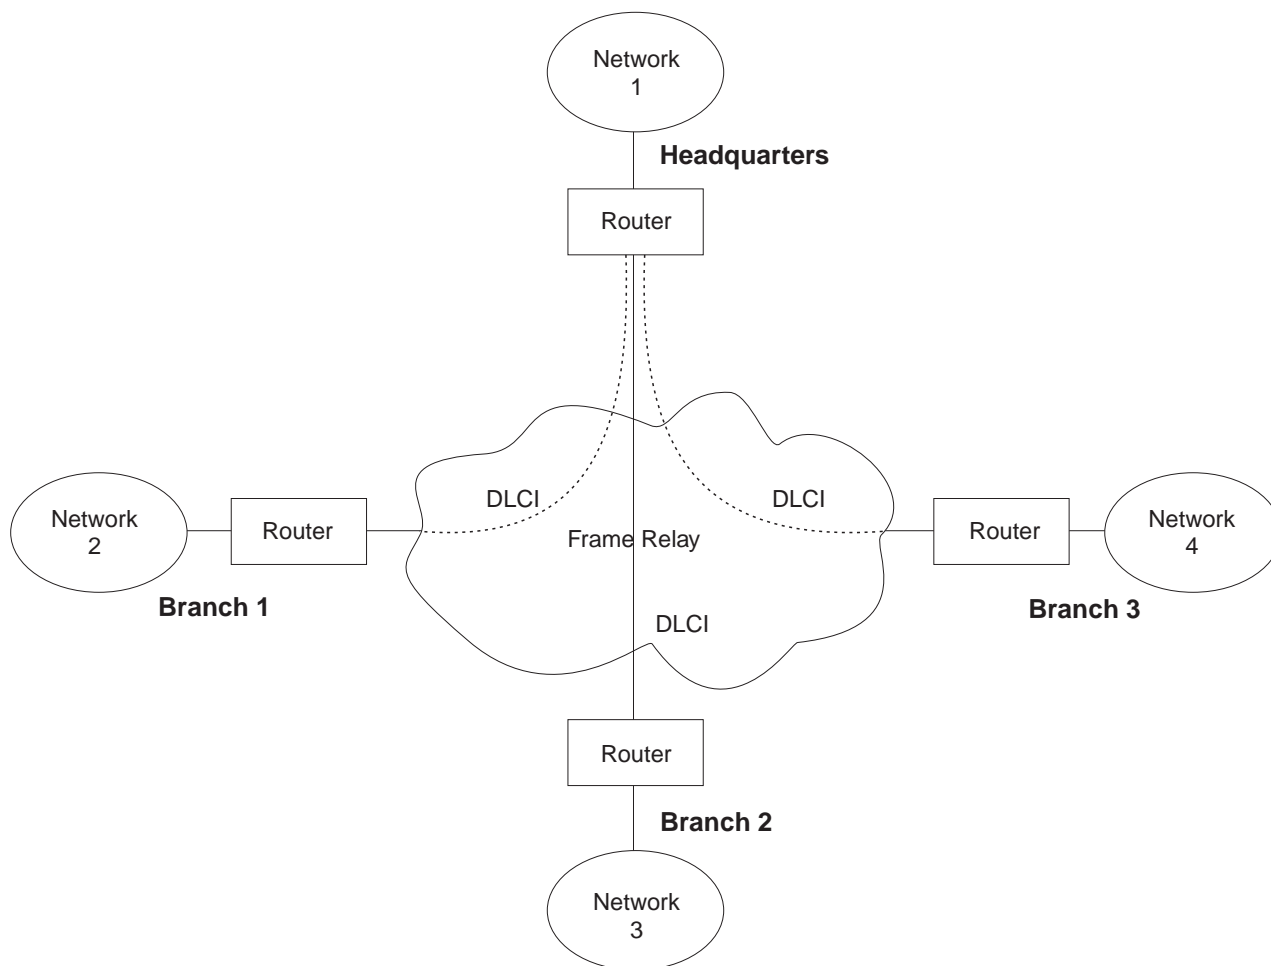 Network
1
Headquarters
Router
DLCI
DLCI
Network
2
Router
Frame Relay
Router
Network
4
Branch 1
Branch 3
DLCI
Router
Branch 2
Network
3